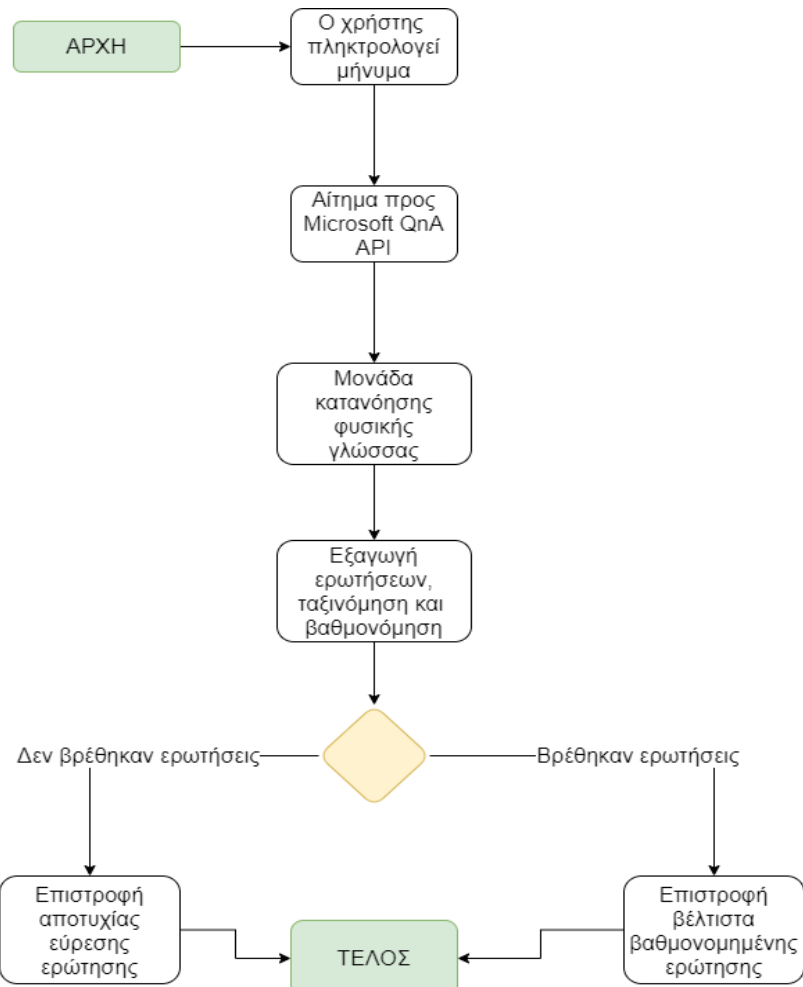 ΑΡΧΗ
Ο χρήστης
πληκτρολογεί
μήνυμα
Αίτημα προς
Microsoft QnA
API
Μονάδα
κατανόησης
φυσικής
γλώσσας
Εξαγωγή
ερωτήσεων,
ταξινόμηση και
βαθμονόμηση
Δεν βρέθηκαν ερωτήσεις
Βρέθηκαν ερωτήσεις
Επιστροφή
αποτυχίας
εύρεσης
ερώτησης
ΤΕΛΟΣ
Επιστροφή
βέλτιστα
βαθμονομημένης
ερώτησης